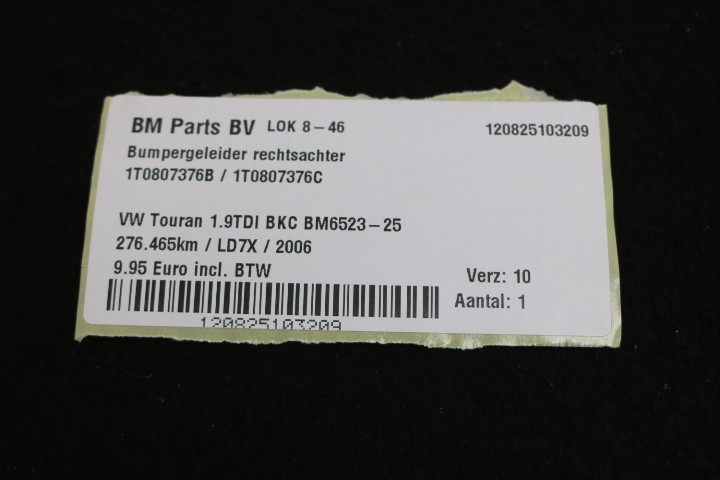 BM Parts BV LOK 8-46 120825103209
Bumpergeleider rechtsachter
1T0807376B / 1T0807376C
VW Touran 1.9TDI BKC BM6523-25
276.465km / LD7X / 2006
9.95 Euro incl. BTW Verz: 10
Aantal: 1
120825103209